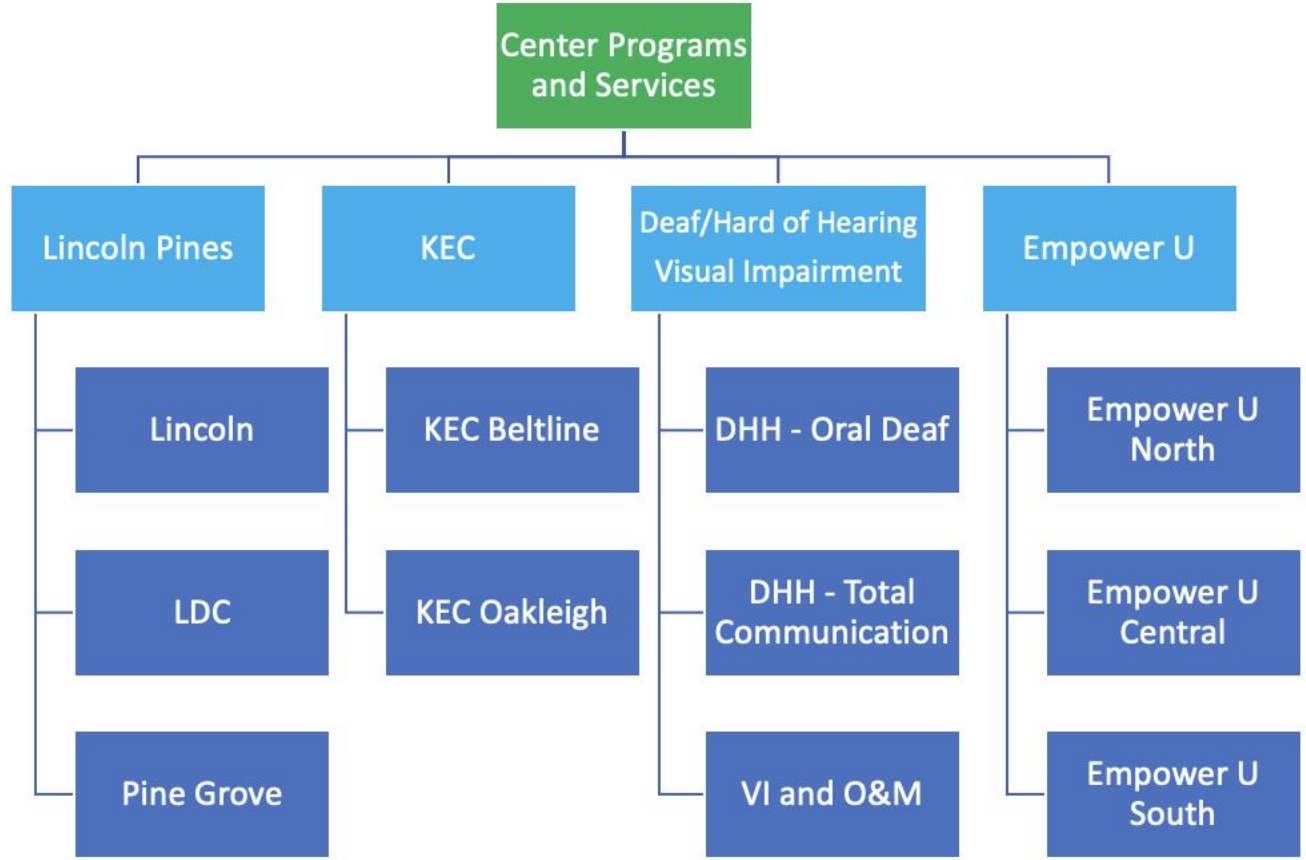 Center Programs
and Services
Lincoln Pines
KEC
Deaf/Hard of Hearing
Visual Impairment
Empower U
Lincoln
KEC Beltline
DHH - Oral Deaf
Empower U
North
LDC
KEC Oakleigh
DHH - Total
Communication
Empower U
Central
Pine Grove
VI and O&M
Empower U
South